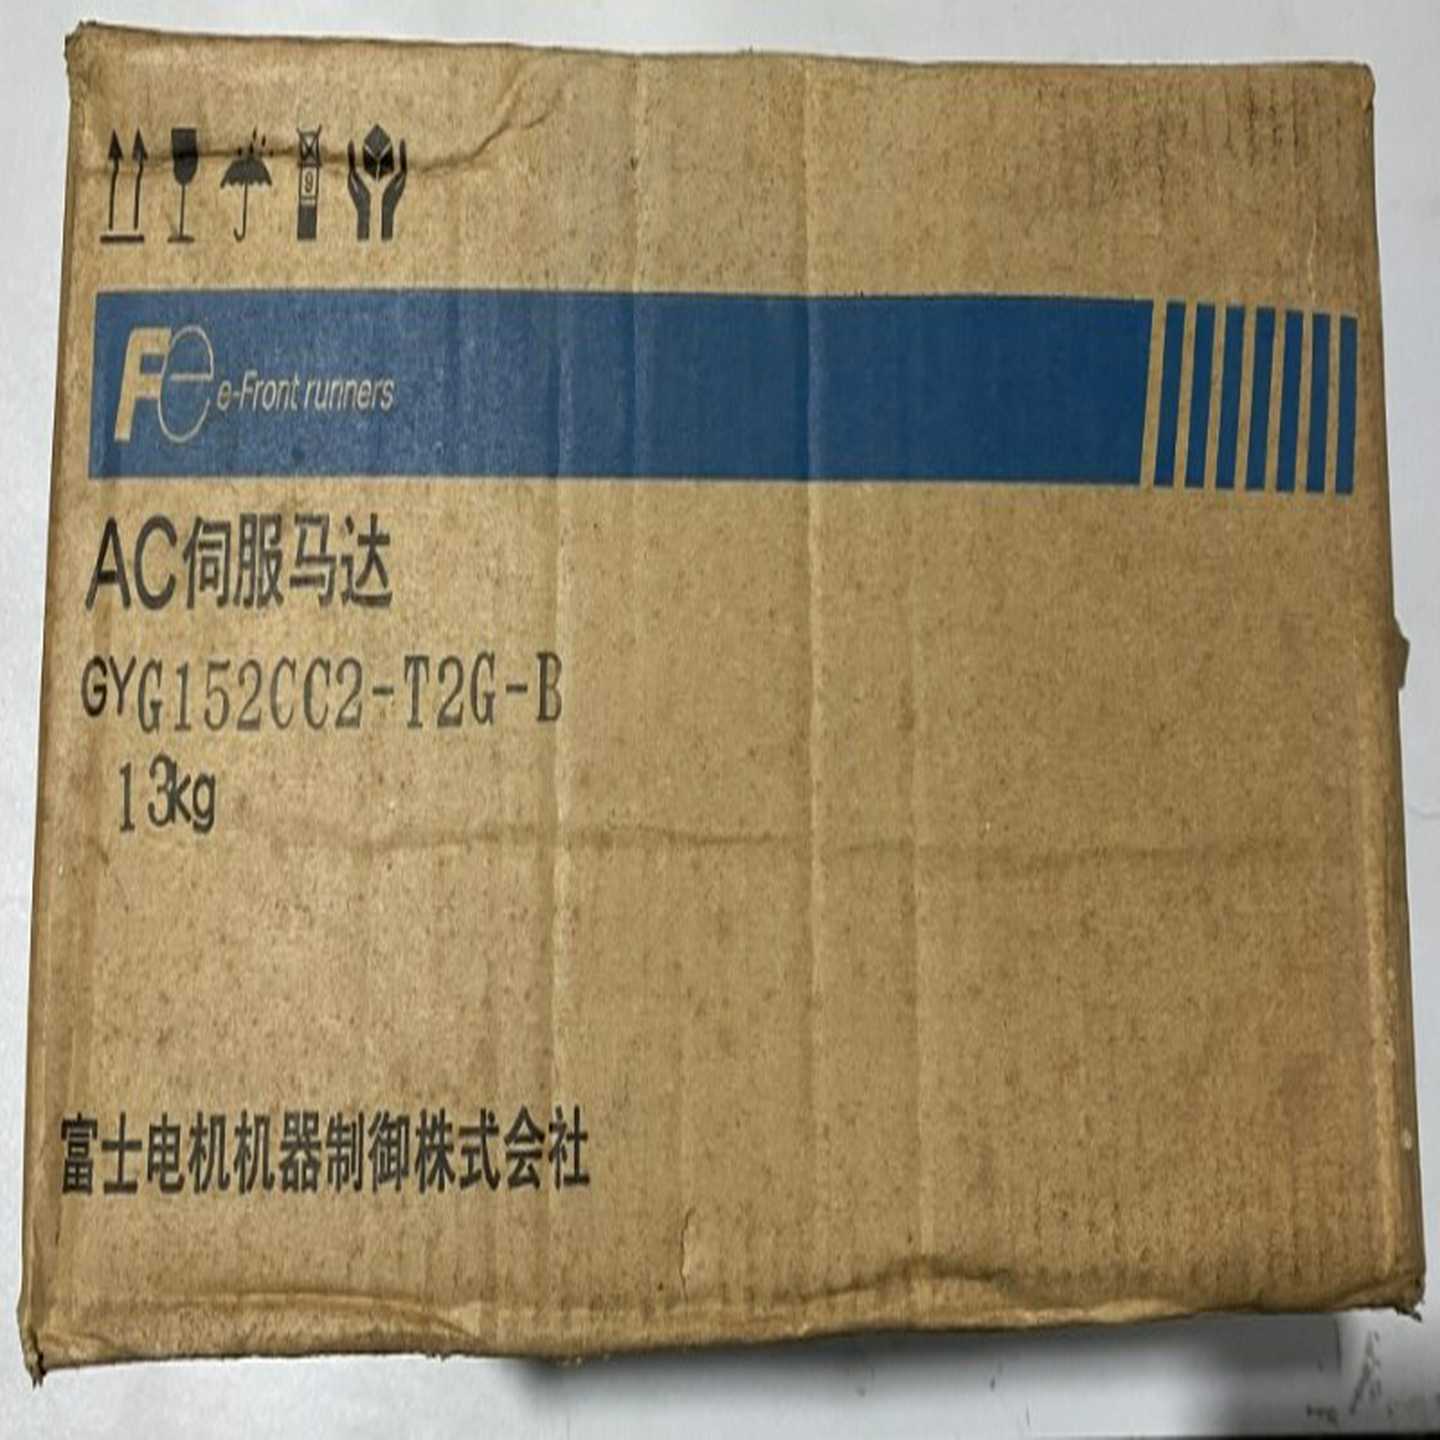 Fe e-Front runners
AC伺服马达
GYG152CC2-T2G-B
13kg
富士电机机器制御株式会社